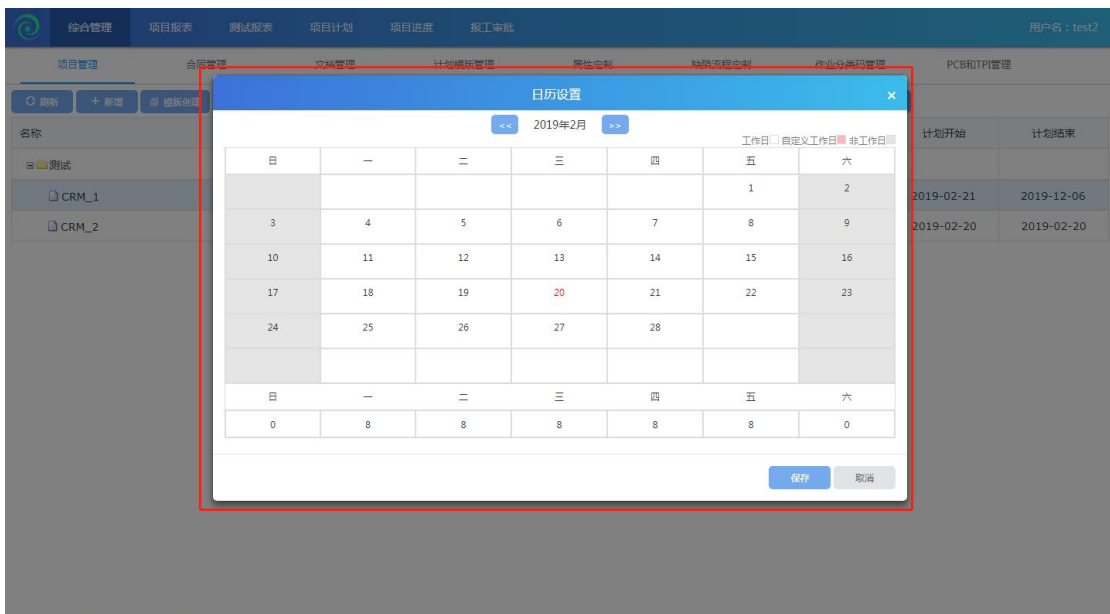 综合管理 项目报表 测试报表 项目计划 项目进度 报工审批 用户名：test2
项目管理 合同管理 文档管理 计划模版管理 属性定制 缺陷流程定制 作业分类码管理 PCB和TPI管理
刷新 + 新增 模版创建
日历设置 ×
<< 2019年2月 >>
工作日 自定义工作日 非工作日
名称 计划开始 计划结束
日 一 二 三 四 五 六
测试
1 2
CRM_1 2019-02-21 2019-12-06
3 4 5 6 7 8 9
CRM_2 2019-02-20 2019-02-20
10 11 12 13 14 15 16
17 18 19 20 21 22 23
24 25 26 27 28
日 一 二 三 四 五 六
0 8 8 8 8 8 0
保存 取消